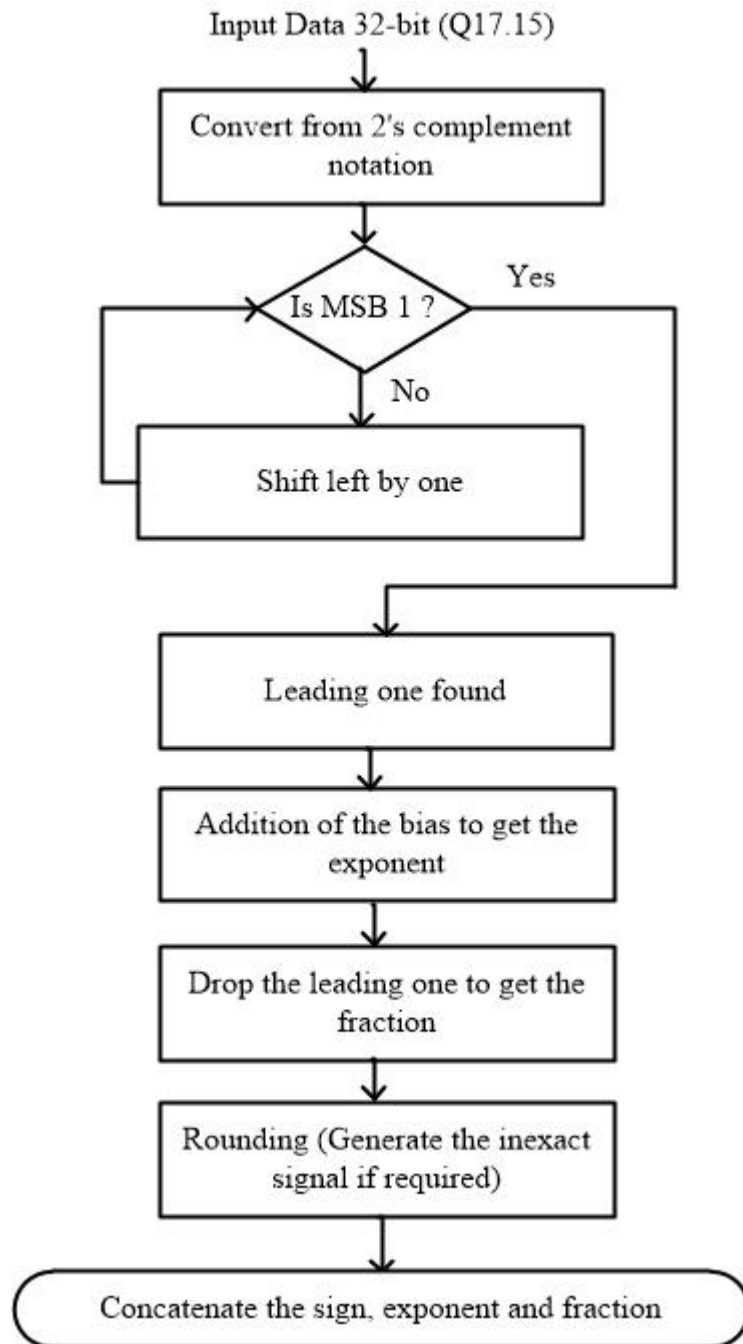 Input Data 32-bit (Q17.15)
Convert from 2's complement
notation
Is MSB 1 ?
Yes
No
Shift left by one
Leading one found
Addition of the bias to get the
exponent
Drop the leading one to get the
fraction
Rounding (Generate the inexact
signal if required)
Concatenate the sign, exponent and fraction